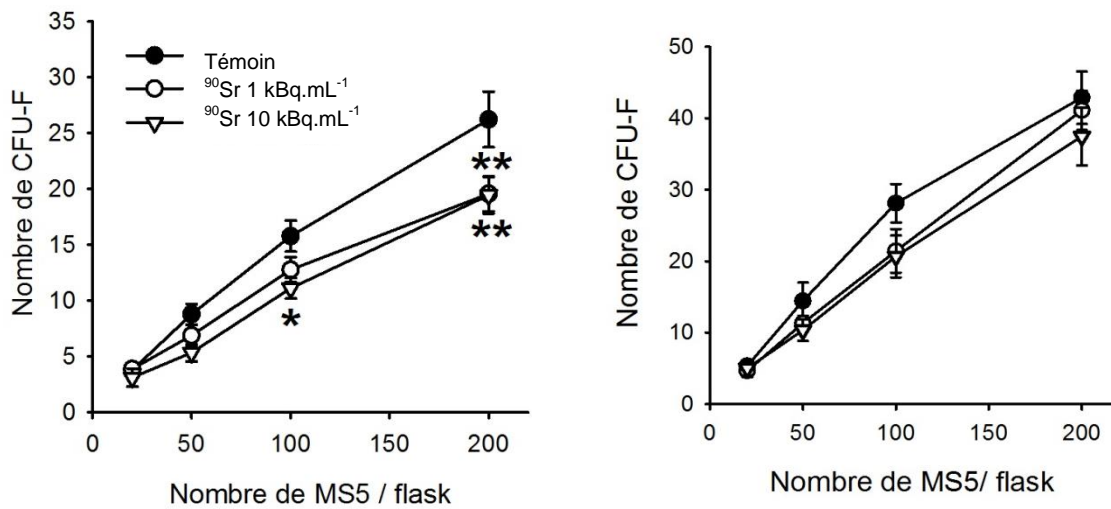 35
30
25
20
15
10
5
0
Nombre de CFU-F
Témoin
⁹⁰Sr 1 kBq.mL⁻¹
⁹⁰Sr 10 kBq.mL⁻¹
**
**
*
0 50 100 150 200
Nombre de MS5 / flask
50
40
30
20
10
0
Nombre de CFU-F
0 50 100 150 200
Nombre de MS5/ flask